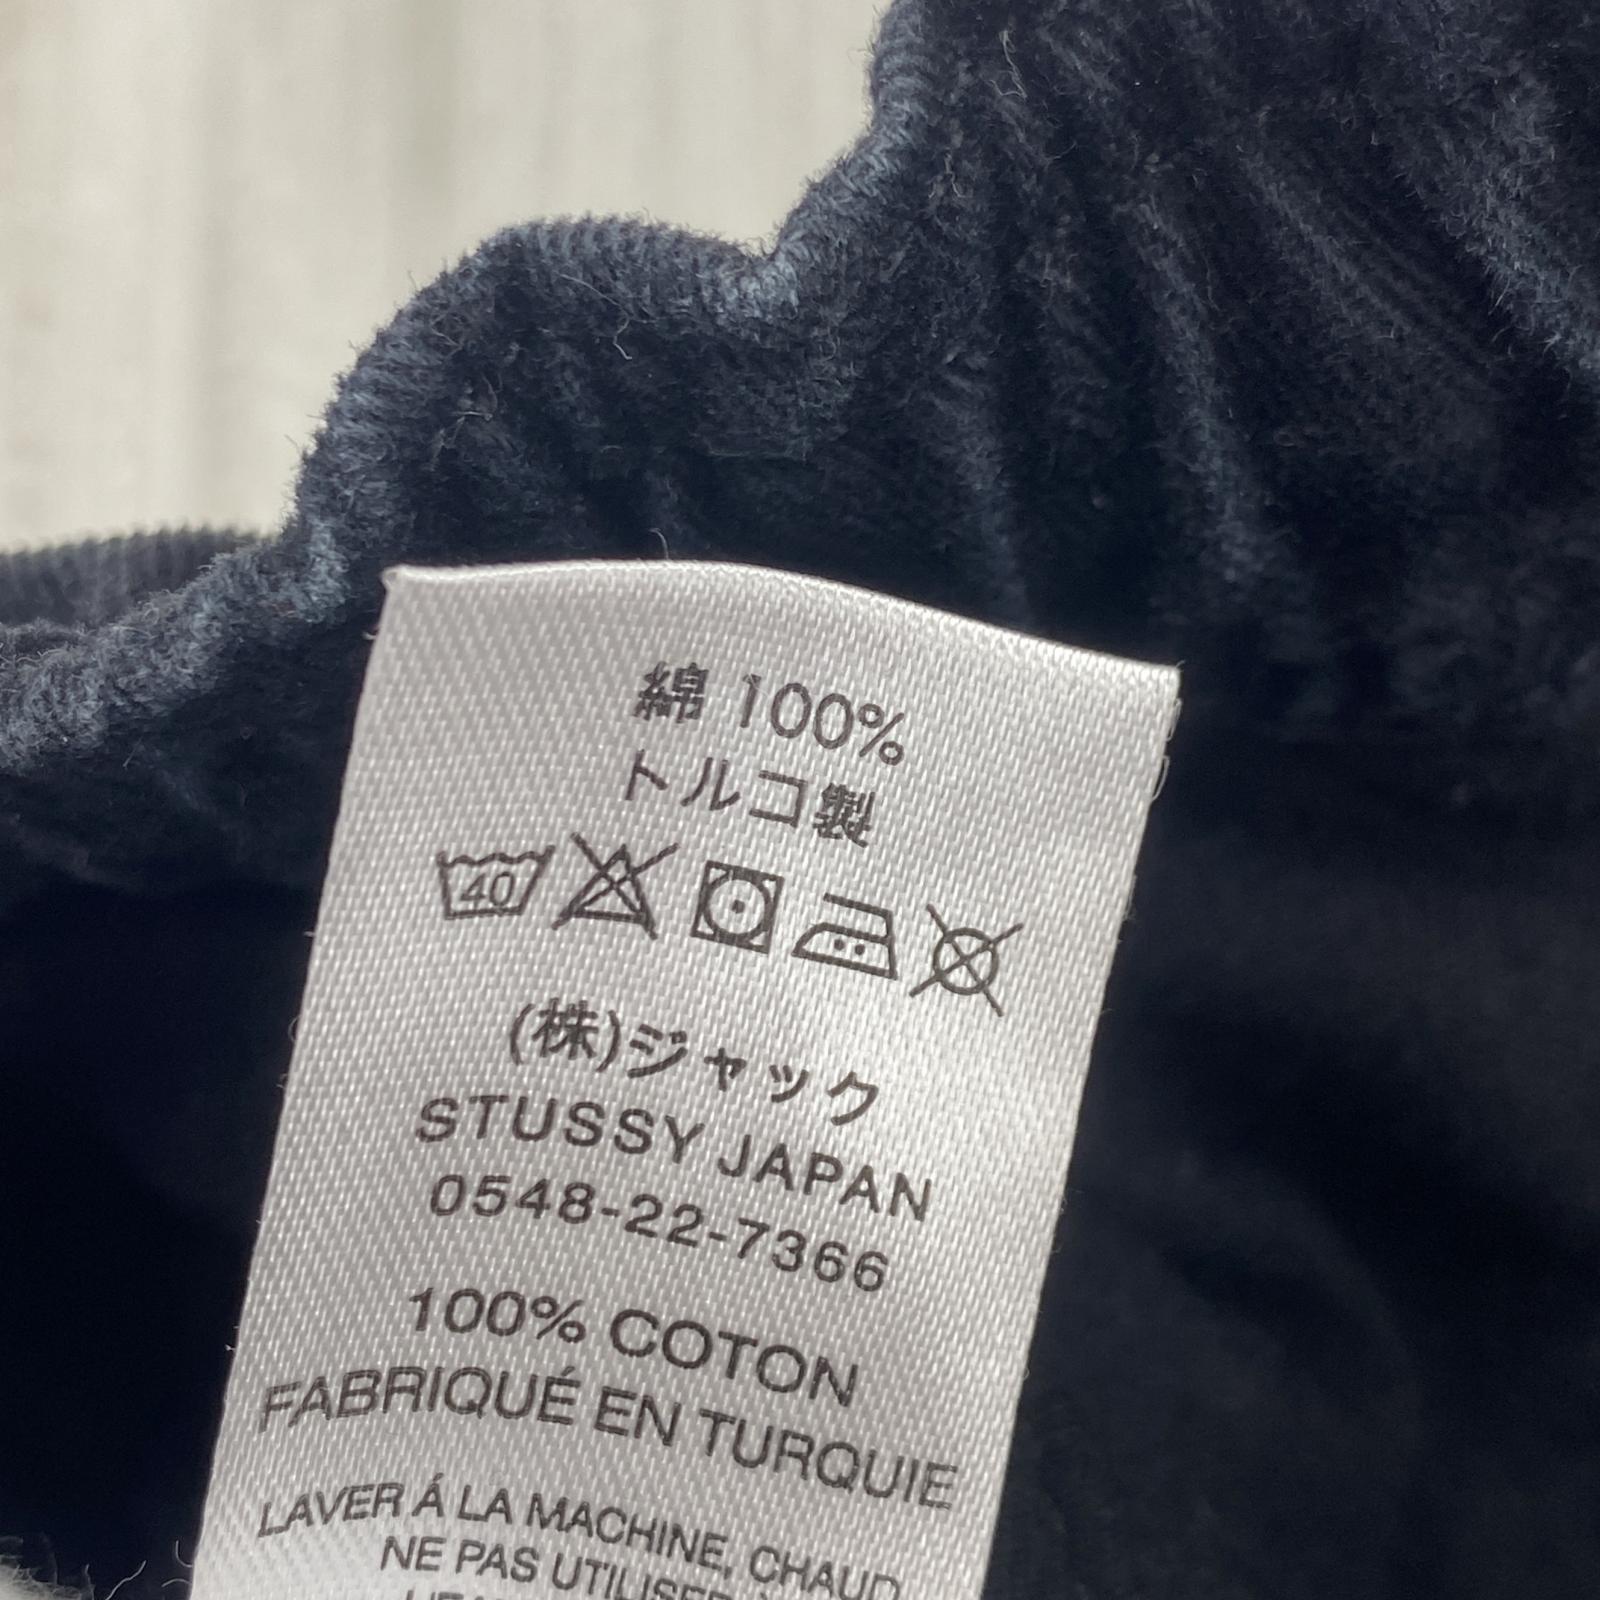 綿 100%
トルコ製
40
(株)ジャック
STUSSY JAPAN
0548-22-7366
100% COTON
FABRIQUÉ EN TURQUIE
LAVER Á LA MACHINE, CHAUD
NE PAS UTILISER